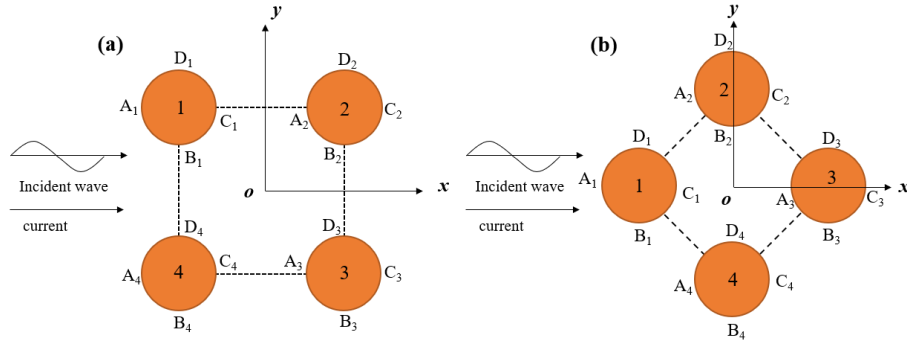 (a)
y
D₁
D₂
A₁
1
C₁
A₂
2
C₂
B₁
B₂
Incident wave
current
o
x
D₄
D₃
A₄
4
C₄
A₃
3
C₃
B₄
B₃
(b)
y
D₂
A₂
2
C₂
B₂
D₁
D₃
Incident wave
current
A₁
1
C₁
o
A₃
3
C₃
x
B₁
B₃
D₄
A₄
4
C₄
B₄